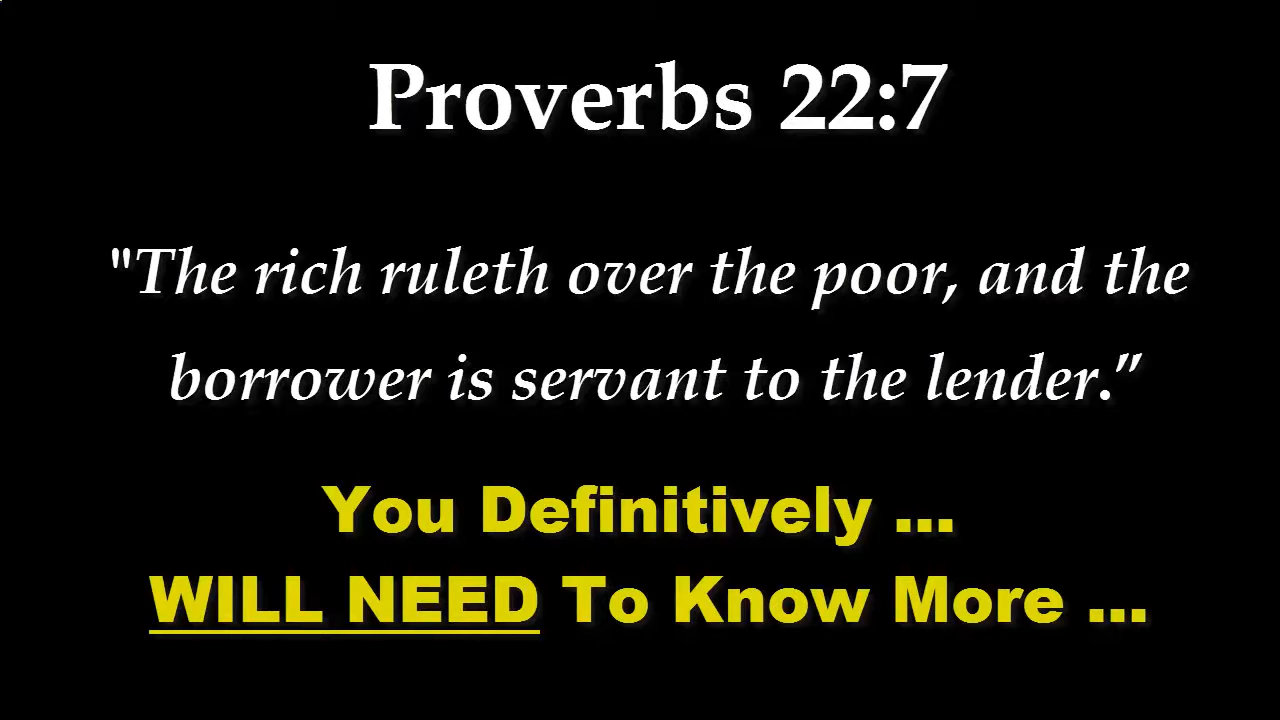 Proverbs 22:7
"The rich ruleth over the poor, and the
borrower is servant to the lender.”
You Definitively ...
WILL NEED To Know More ...